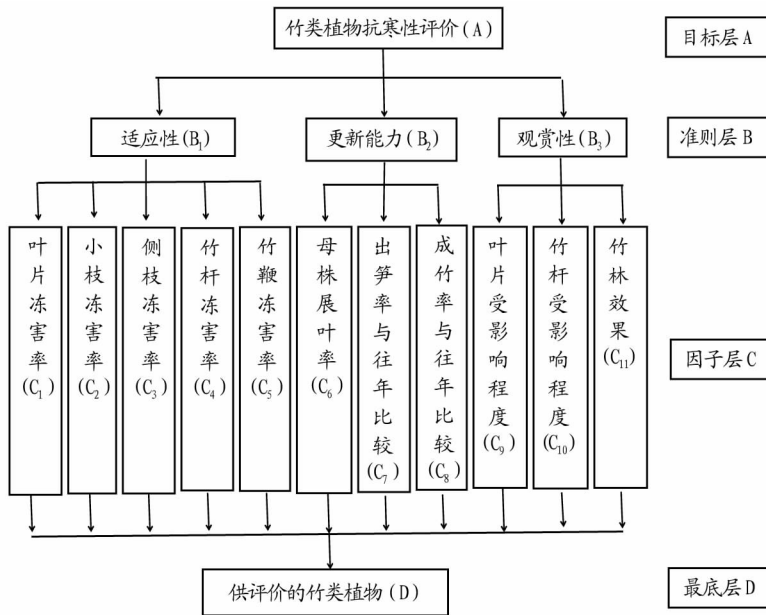 竹类植物抗寒性评价(A)
目标层A
适应性(B₁)
更新能力(B₂)
观赏性(B₃)
准则层B
叶片冻害率(C₁)
小枝冻害率(C₂)
侧枝冻害率(C₃)
竹杆冻害率(C₄)
竹鞭冻害率(C₅)
母株展叶率(C₆)
出笋率与往年比较(C₇)
成竹率与往年比较(C₈)
叶片受影响程度(C₉)
竹杆受影响程度(C₁₀)
竹林效果(C₁₁)
因子层C
供评价的竹类植物(D)
最底层D